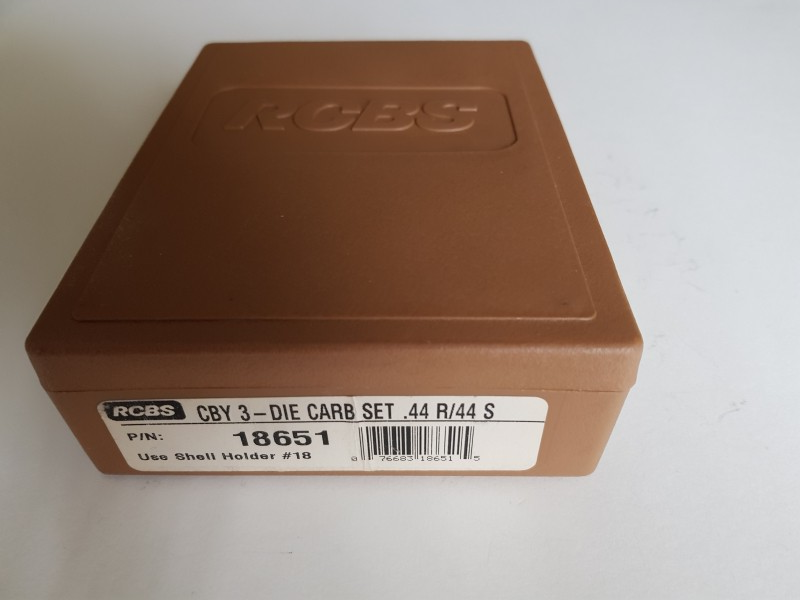 RCBS
RCBS CBY 3-DIE CARB SET .44 R/44 S
P/N: 18651
Use Shell Holder #18
0 76683 18651 5